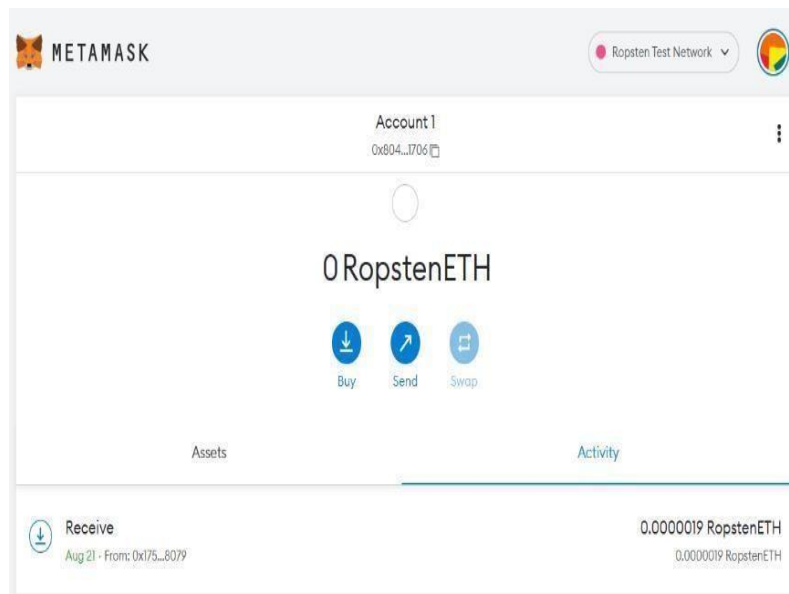 METAMASK
Ropsten Test Network
Account 1
0x804...1706
0 RopstenETH
Buy Send Swap
Assets Activity
Receive 0.0000019 RopstenETH
Aug 21 - From: 0x175...8079 0.0000019 RopstenETH